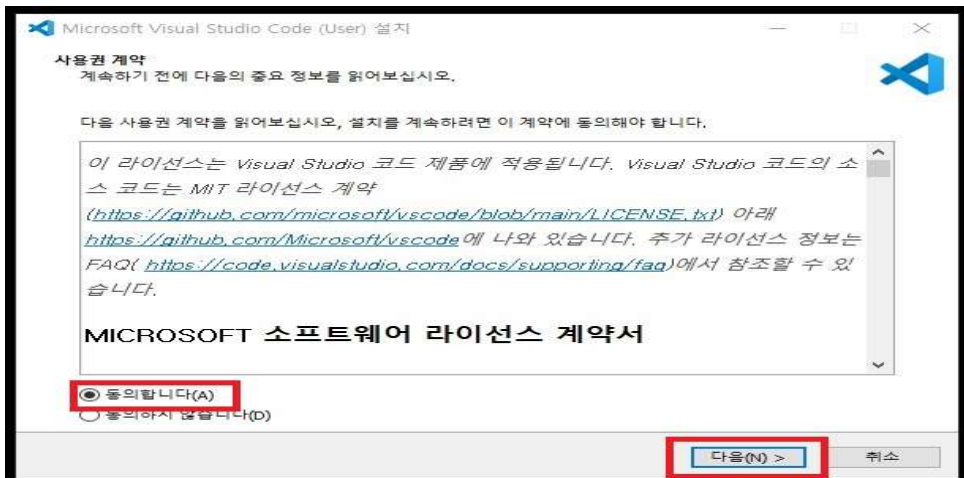 Microsoft Visual Studio Code (User) 설치
사용권 계약
계속하기 전에 다음의 중요 정보를 읽어보십시오.
다음 사용권 계약을 읽어보십시오, 설치를 계속하려면 이 계약에 동의해야 합니다.
이 라이선스는 Visual Studio 코드 제품에 적용됩니다. Visual Studio 코드의 소
스 코드는 MIT 라이선스 계약
(https://github.com/microsoft/vscode/blob/main/LICENSE.txt) 아래
https://github.com/Microsoft/vscode에 나와 있습니다. 추가 라이선스 정보는
FAQ( https://code.visualstudio.com/docs/supporting/faq)에서 참조할 수 있
습니다.
MICROSOFT 소프트웨어 라이선스 계약서
동의합니다(A)
동의하지 않습니다(D)
다음(N) >
취소